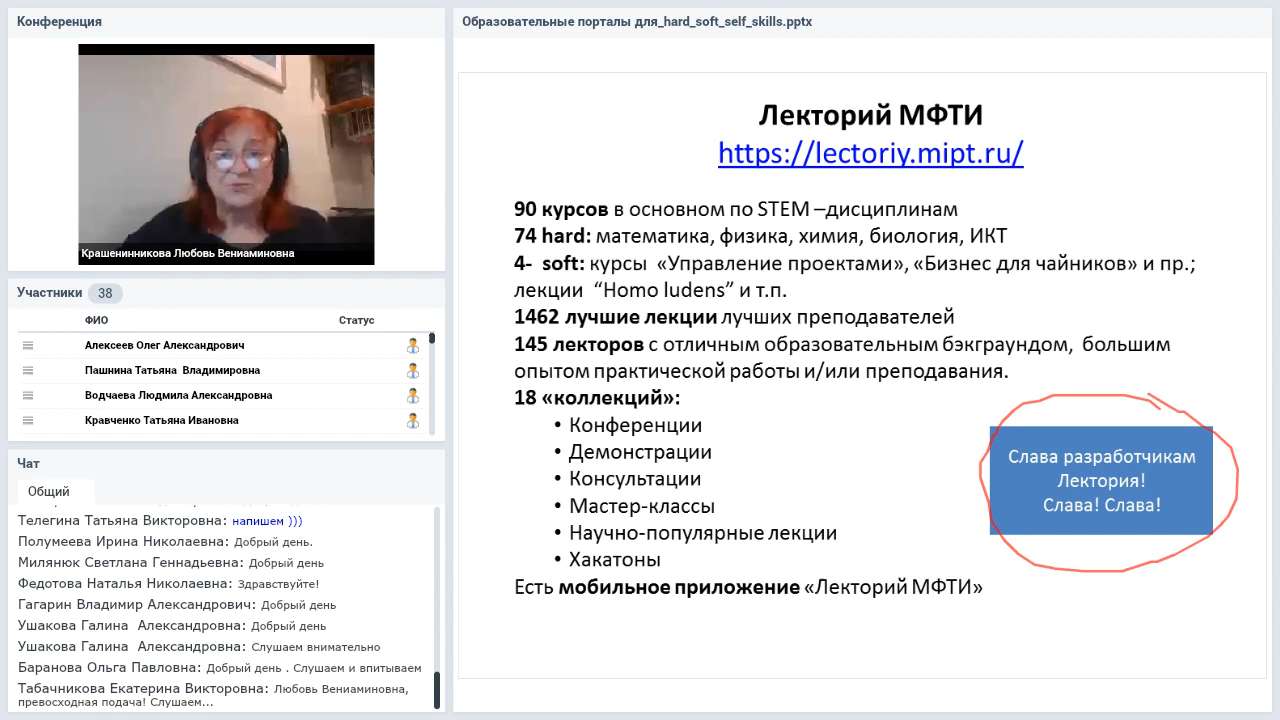 Конференция
Крашенинникова Любовь Вениаминовна
Участники 38
ФИО Статус
Алексеев Олег Александрович
Пашнина Татьяна Владимировна
Водчаева Людмила Александровна
Кравченко Татьяна Ивановна
Чат
Общий
Телегина Татьяна Викторовна: напишем )))
Полумеева Ирина Николаевна: Добрый день.
Милянюк Светлана Геннадьевна: Добрый день
Федотова Наталья Николаевна: Здравствуйте!
Гагарин Владимир Александрович: Добрый день
Ушакова Галина Александровна: Добрый день
Ушакова Галина Александровна: Слушаем внимательно
Баранова Ольга Павловна: Добрый день . Слушаем и впитываем
Табачникова Екатерина Викторовна: Любовь Вениаминовна,
превосходная подача! Слушаем...
Образовательные порталы для_hard_soft_self_skills.pptx
Лекторий МФТИ
https://lectoriy.mipt.ru/
90 курсов в основном по STEM –дисциплинам
74 hard: математика, физика, химия, биология, ИКТ
4- soft: курсы «Управление проектами», «Бизнес для чайников» и пр.;
лекции “Homo ludens” и т.п.
1462 лучшие лекции лучших преподавателей
145 лекторов с отличным образовательным бэкграундом, большим
опытом практической работы и/или преподавания.
18 «коллекций»:
• Конференции
• Демонстрации
• Консультации
• Мастер-классы
• Научно-популярные лекции
• Хакатоны
Есть мобильное приложение «Лекторий МФТИ»
Слава разработчикам
Лектория!
Слава! Слава!